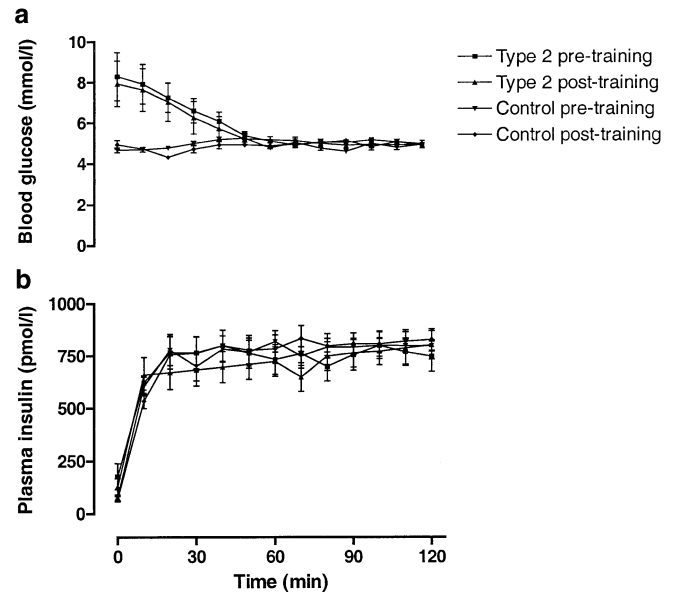 a
Blood glucose (mmol/l)
10
8
6
4
2
0
Type 2 pre-training
Type 2 post-training
Control pre-training
Control post-training
b
Plasma insulin (pmol/l)
1000
750
500
250
0
0 30 60 90 120
Time (min)